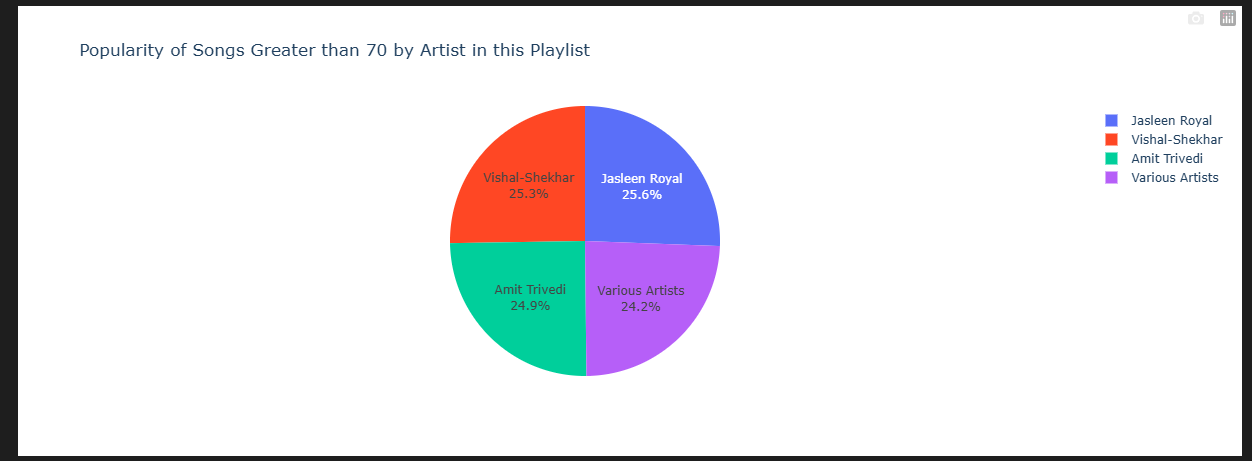 Popularity of Songs Greater than 70 by Artist in this Playlist
Jasleen Royal
Vishal-Shekhar
Amit Trivedi
Various Artists
Vishal-Shekhar
25.3%
Jasleen Royal
25.6%
Amit Trivedi
24.9%
Various Artists
24.2%